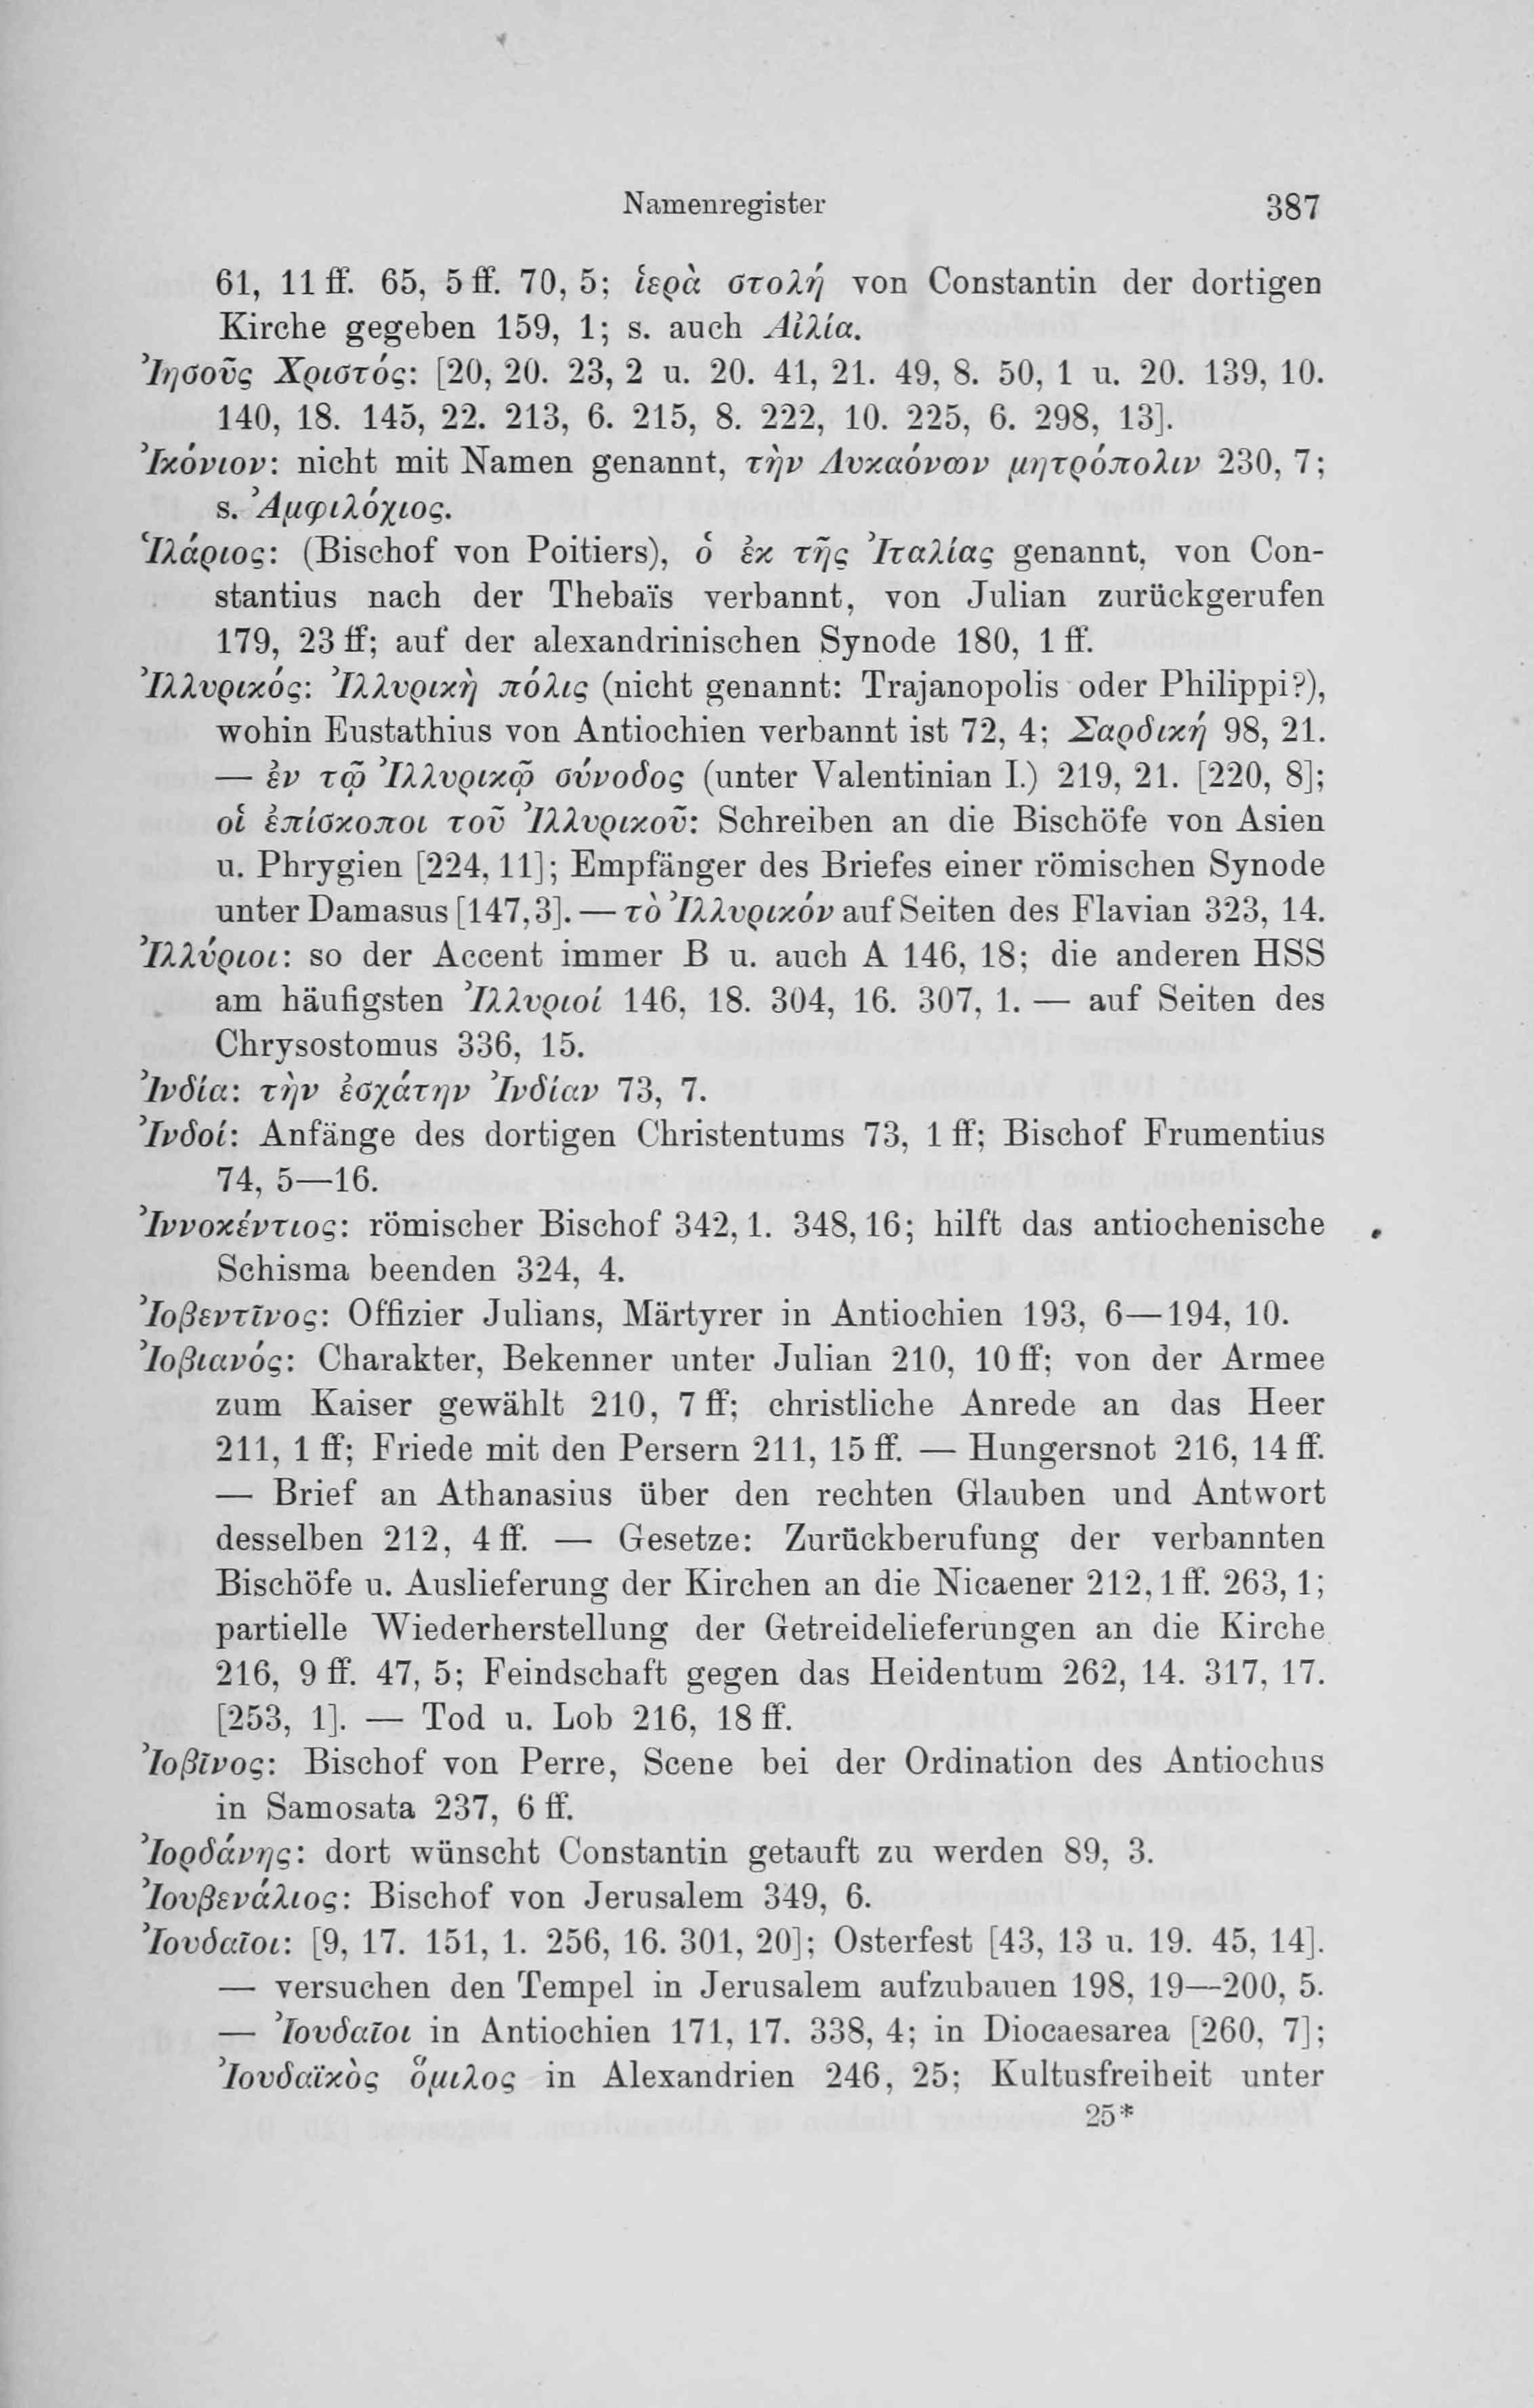 Namenregister 387
61, 11 ff. 65, 5 ff. 70, 5; ἱερὰ στολή von Constantin der dortigen
Kirche gegeben 159, 1; s. auch Αἰλία.
Ἰησοῦς Χριστός: [20, 20. 23, 2 u. 20. 41, 21. 49, 8. 50, 1 u. 20. 139, 10.
140, 18. 145, 22. 213, 6. 215, 8. 222, 10. 225, 6. 298, 13].
Ἰκόνιον: nicht mit Namen genannt, τὴν Λυκαόνων μητρόπολιν 230, 7;
s. Ἀμφιλόχιος.
Ἱλάριος: (Bischof von Poitiers), ὁ ἐκ τῆς Ἰταλίας genannt, von Con-
stantius nach der Thebaïs verbannt, von Julian zurückgerufen
179, 23 ff; auf der alexandrinischen Synode 180, 1 ff.
Ἰλλυρικός: Ἰλλυρικὴ πόλις (nicht genannt: Trajanopolis oder Philippi?),
wohin Eustathius von Antiochien verbannt ist 72, 4; Σαρδική 98, 21.
— ἐν τῷ Ἰλλυρικῷ σύνοδος (unter Valentinian I.) 219, 21. [220, 8];
οἱ ἐπίσκοποι τοῦ Ἰλλυρικοῦ: Schreiben an die Bischöfe von Asien
u. Phrygien [224, 11]; Empfänger des Briefes einer römischen Synode
unter Damasus [147,3]. — τὸ Ἰλλυρικόν auf Seiten des Flavian 323, 14.
Ἰλλύριοι: so der Accent immer B u. auch A 146, 18; die anderen HSS
am häufigsten Ἰλλυριοί 146, 18. 304, 16. 307, 1. — auf Seiten des
Chrysostomus 336, 15.
Ἰνδία: τὴν ἐσχάτην Ἰνδίαν 73, 7.
Ἰνδοί: Anfänge des dortigen Christentums 73, 1 ff; Bischof Frumentius
74, 5—16.
Ἰννοκέντιος: römischer Bischof 342, 1. 348, 16; hilft das antiochenische
Schisma beenden 324, 4.
Ἰοβεντῖνος: Offizier Julians, Märtyrer in Antiochien 193, 6—194, 10.
Ἰοβιανός: Charakter, Bekenner unter Julian 210, 10 ff; von der Armee
zum Kaiser gewählt 210, 7 ff; christliche Anrede an das Heer
211, 1 ff; Friede mit den Persern 211, 15 ff. — Hungersnot 216, 14 ff.
— Brief an Athanasius über den rechten Glauben und Antwort
desselben 212, 4 ff. — Gesetze: Zurückberufung der verbannten
Bischöfe u. Auslieferung der Kirchen an die Nicaener 212, 1 ff. 263, 1;
partielle Wiederherstellung der Getreidelieferungen an die Kirche
216, 9 ff. 47, 5; Feindschaft gegen das Heidentum 262, 14. 317, 17.
[253, 1]. — Tod u. Lob 216, 18 ff.
Ἰοβῖνος: Bischof von Perre, Scene bei der Ordination des Antiochus
in Samosata 237, 6 ff.
Ἰορδάνης: dort wünscht Constantin getauft zu werden 89, 3.
Ἰουβενάλιος: Bischof von Jerusalem 349, 6.
Ἰουδαῖοι: [9, 17. 151, 1. 256, 16. 301, 20]; Osterfest [43, 13 u. 19. 45, 14].
— versuchen den Tempel in Jerusalem aufzubauen 198, 19—200, 5.
— Ἰουδαῖοι in Antiochien 171, 17. 338, 4; in Diocaesarea [260, 7];
Ἰουδαϊκὸς ὅμιλος in Alexandrien 246, 25; Kultusfreiheit unter
25*